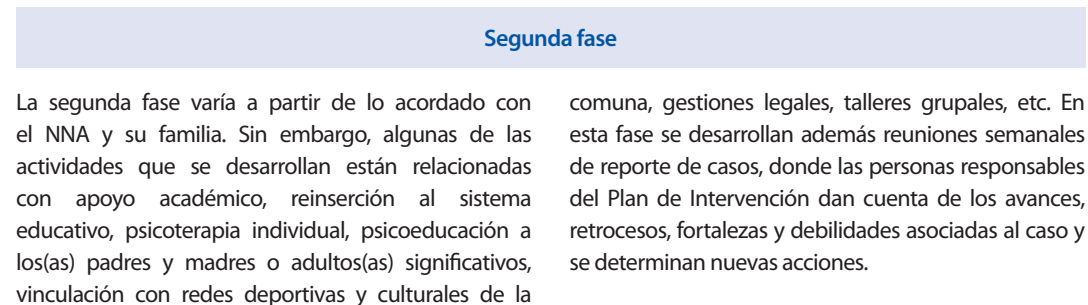 Segunda fase
La segunda fase varía a partir de lo acordado con
el NNA y su familia. Sin embargo, algunas de las
actividades que se desarrollan están relacionadas
con apoyo académico, reinserción al sistema
educativo, psicoterapia individual, psicoeducación a
los(as) padres y madres o adultos(as) significativos,
vinculación con redes deportivas y culturales de la
comuna, gestiones legales, talleres grupales, etc. En
esta fase se desarrollan además reuniones semanales
de reporte de casos, donde las personas responsables
del Plan de Intervención dan cuenta de los avances,
retrocesos, fortalezas y debilidades asociadas al caso y
se determinan nuevas acciones.